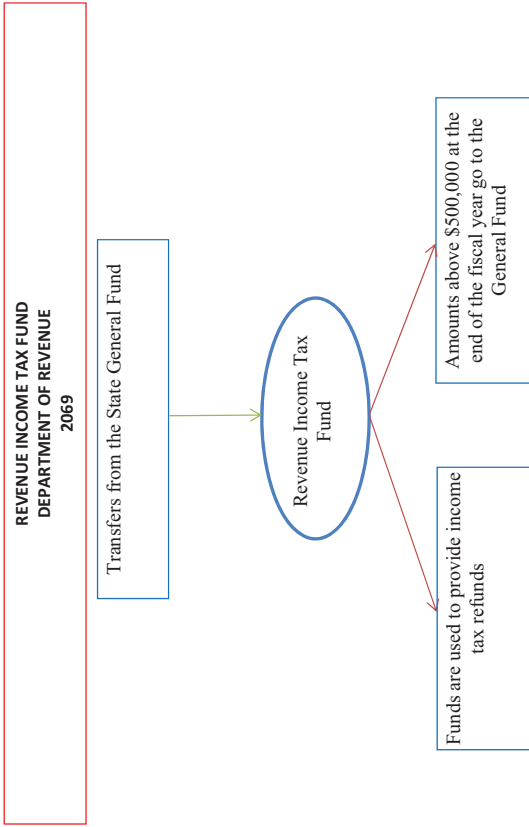 REVENUE INCOME TAX FUND
DEPARTMENT OF REVENUE
2069
Transfers from the State General Fund
Revenue Income Tax
Fund
Funds are used to provide income
tax refunds
Amounts above $500,000 at the
end of the fiscal year go to the
General Fund